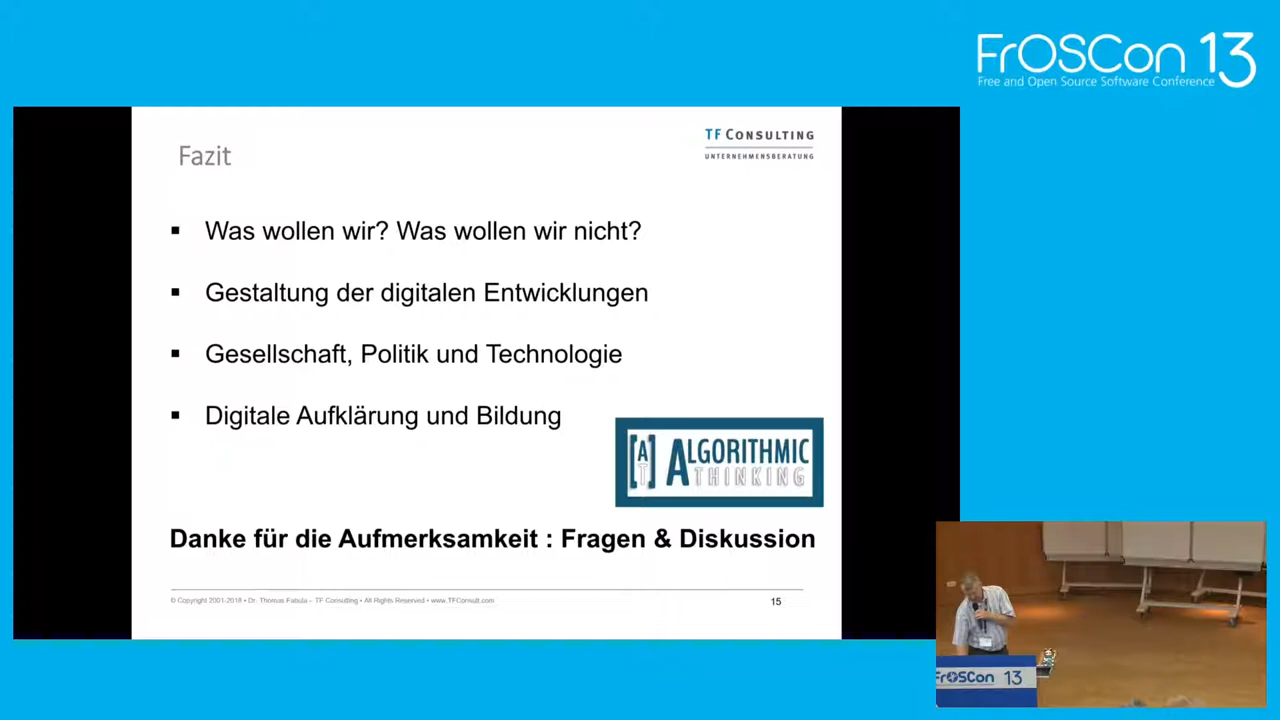 FrOSCon 13
Free and Open Source Software Conference
TF CONSULTING
UNTERNEHMENSBERATUNG
Fazit
▪ Was wollen wir? Was wollen wir nicht?
▪ Gestaltung der digitalen Entwicklungen
▪ Gesellschaft, Politik und Technologie
▪ Digitale Aufklärung und Bildung
[A T] ALGORITHMIC
THINKING
Danke für die Aufmerksamkeit : Fragen & Diskussion
© Copyright 2001-2018 • Dr. Thomas Fabula – TF Consulting • All Rights Reserved • www.TFConsult.com
15
FrOSCon 13